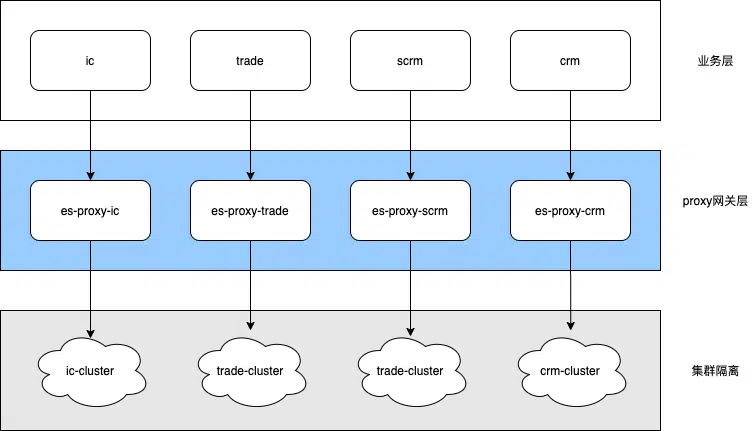 ic
trade
scrm
crm
业务层
es-proxy-ic
es-proxy-trade
es-proxy-scrm
es-proxy-crm
proxy网关层
ic-cluster
trade-cluster
trade-cluster
crm-cluster
集群隔离